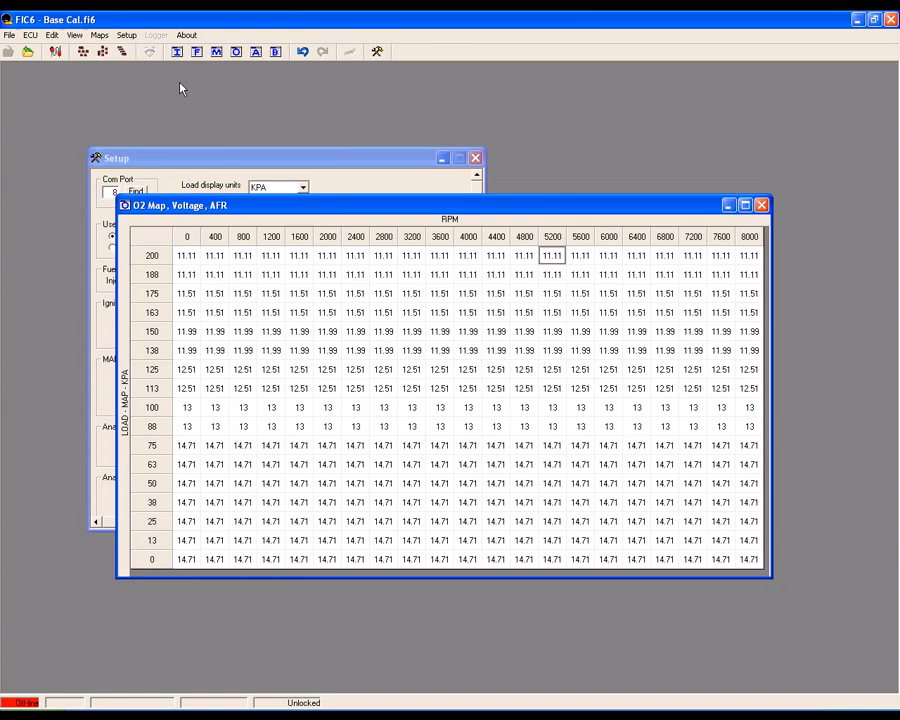 FIC6 - Base Cal.fi6
File ECU Edit View Maps Setup Logger About
I F M O A B
Setup
Com Port
8 Find
Load display units KPA
Use
Fue
Inj
Igni
MA
Ana
Ana
O2 Map, Voltage, AFR
RPM
0 400 800 1200 1600 2000 2400 2800 3200 3600 4000 4400 4800 5200 5600 6000 6400 6800 7200 7600 8000
200 11.11 11.11 11.11 11.11 11.11 11.11 11.11 11.11 11.11 11.11 11.11 11.11 11.11 11.11 11.11 11.11 11.11 11.11 11.11 11.11 11.11
188 11.11 11.11 11.11 11.11 11.11 11.11 11.11 11.11 11.11 11.11 11.11 11.11 11.11 11.11 11.11 11.11 11.11 11.11 11.11 11.11 11.11
175 11.51 11.51 11.51 11.51 11.51 11.51 11.51 11.51 11.51 11.51 11.51 11.51 11.51 11.51 11.51 11.51 11.51 11.51 11.51 11.51 11.51
163 11.51 11.51 11.51 11.51 11.51 11.51 11.51 11.51 11.51 11.51 11.51 11.51 11.51 11.51 11.51 11.51 11.51 11.51 11.51 11.51 11.51
150 11.99 11.99 11.99 11.99 11.99 11.99 11.99 11.99 11.99 11.99 11.99 11.99 11.99 11.99 11.99 11.99 11.99 11.99 11.99 11.99 11.99
138 11.99 11.99 11.99 11.99 11.99 11.99 11.99 11.99 11.99 11.99 11.99 11.99 11.99 11.99 11.99 11.99 11.99 11.99 11.99 11.99 11.99
125 12.51 12.51 12.51 12.51 12.51 12.51 12.51 12.51 12.51 12.51 12.51 12.51 12.51 12.51 12.51 12.51 12.51 12.51 12.51 12.51 12.51
113 12.51 12.51 12.51 12.51 12.51 12.51 12.51 12.51 12.51 12.51 12.51 12.51 12.51 12.51 12.51 12.51 12.51 12.51 12.51 12.51 12.51
100 13 13 13 13 13 13 13 13 13 13 13 13 13 13 13 13 13 13 13 13 13
88 13 13 13 13 13 13 13 13 13 13 13 13 13 13 13 13 13 13 13 13 13
75 14.71 14.71 14.71 14.71 14.71 14.71 14.71 14.71 14.71 14.71 14.71 14.71 14.71 14.71 14.71 14.71 14.71 14.71 14.71 14.71 14.71
63 14.71 14.71 14.71 14.71 14.71 14.71 14.71 14.71 14.71 14.71 14.71 14.71 14.71 14.71 14.71 14.71 14.71 14.71 14.71 14.71 14.71
50 14.71 14.71 14.71 14.71 14.71 14.71 14.71 14.71 14.71 14.71 14.71 14.71 14.71 14.71 14.71 14.71 14.71 14.71 14.71 14.71 14.71
38 14.71 14.71 14.71 14.71 14.71 14.71 14.71 14.71 14.71 14.71 14.71 14.71 14.71 14.71 14.71 14.71 14.71 14.71 14.71 14.71 14.71
25 14.71 14.71 14.71 14.71 14.71 14.71 14.71 14.71 14.71 14.71 14.71 14.71 14.71 14.71 14.71 14.71 14.71 14.71 14.71 14.71 14.71
13 14.71 14.71 14.71 14.71 14.71 14.71 14.71 14.71 14.71 14.71 14.71 14.71 14.71 14.71 14.71 14.71 14.71 14.71 14.71 14.71 14.71
0 14.71 14.71 14.71 14.71 14.71 14.71 14.71 14.71 14.71 14.71 14.71 14.71 14.71 14.71 14.71 14.71 14.71 14.71 14.71 14.71 14.71
LOAD - MAP - KPA
Off-line Unlocked